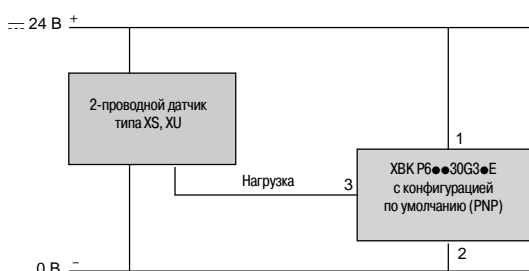 24 В +
2-проводной датчик
типа XS, XU
1
Нагрузка
3
XBK P6●●30G3●E
с конфигурацией
по умолчанию (PNP)
2
0 В −